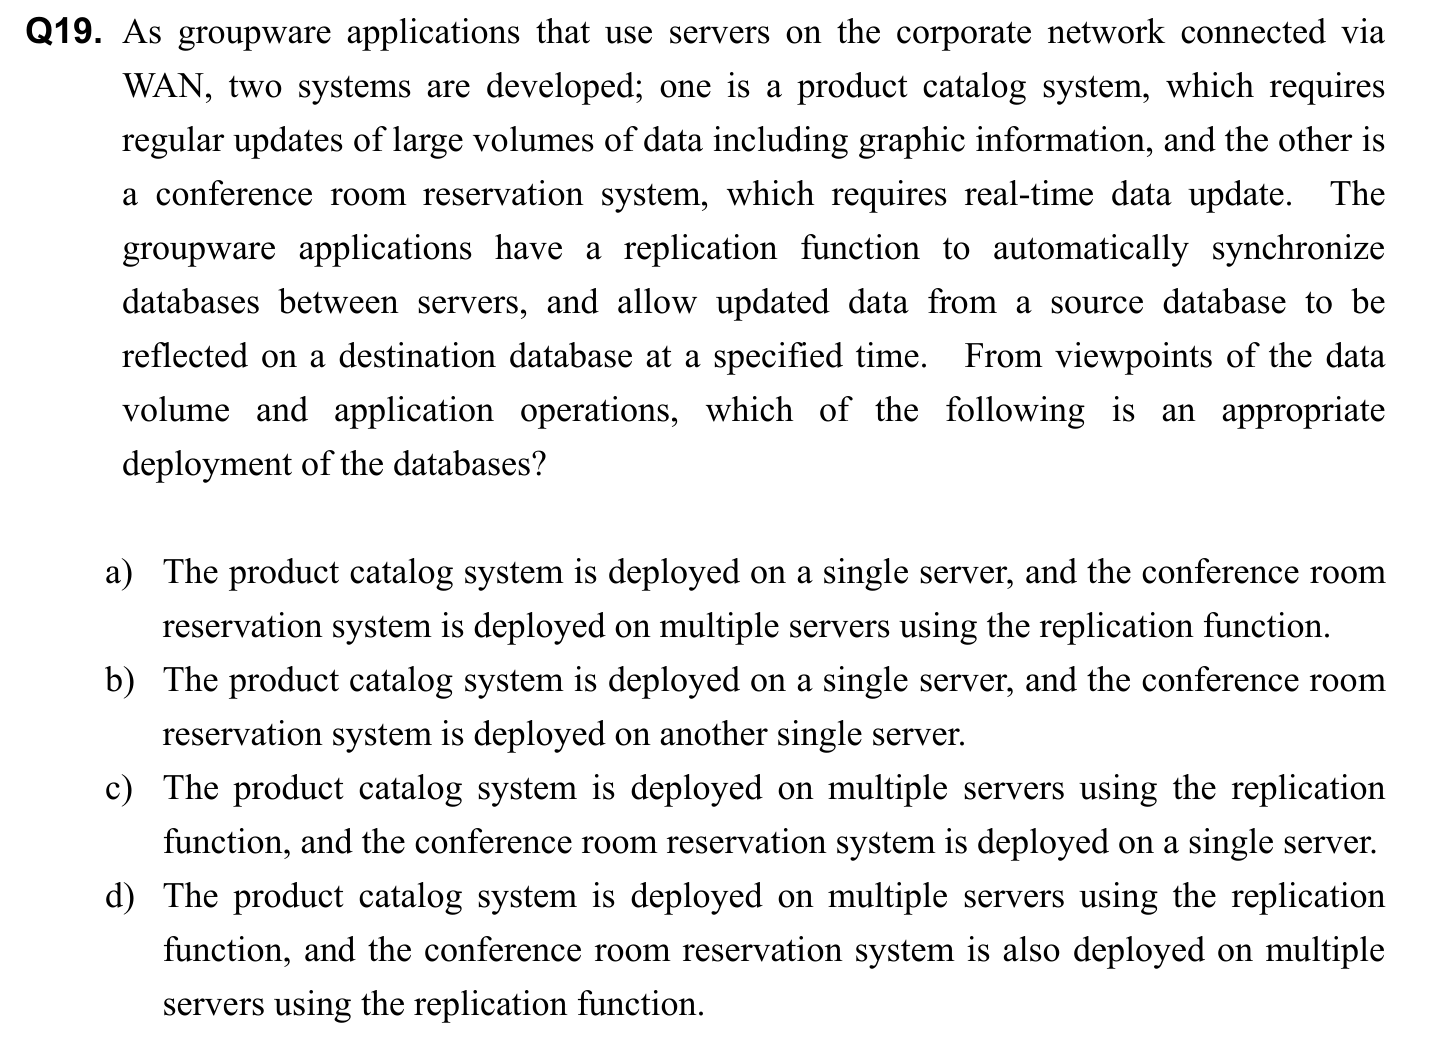 Q19. As groupware applications that use servers on the corporate network connected via
WAN, two systems are developed; one is a product catalog system, which requires
regular updates of large volumes of data including graphic information, and the other is
a conference room reservation system, which requires real-time data update. The
groupware applications have a replication function to automatically synchronize
databases between servers, and allow updated data from a source database to be
reflected on a destination database at a specified time. From viewpoints of the data
volume and application operations, which of the following is an appropriate
deployment of the databases?
a) The product catalog system is deployed on a single server, and the conference room
reservation system is deployed on multiple servers using the replication function.
b) The product catalog system is deployed on a single server, and the conference room
reservation system is deployed on another single server.
c) The product catalog system is deployed on multiple servers using the replication
function, and the conference room reservation system is deployed on a single server.
d) The product catalog system is deployed on multiple servers using the replication
function, and the conference room reservation system is also deployed on multiple
servers using the replication function.